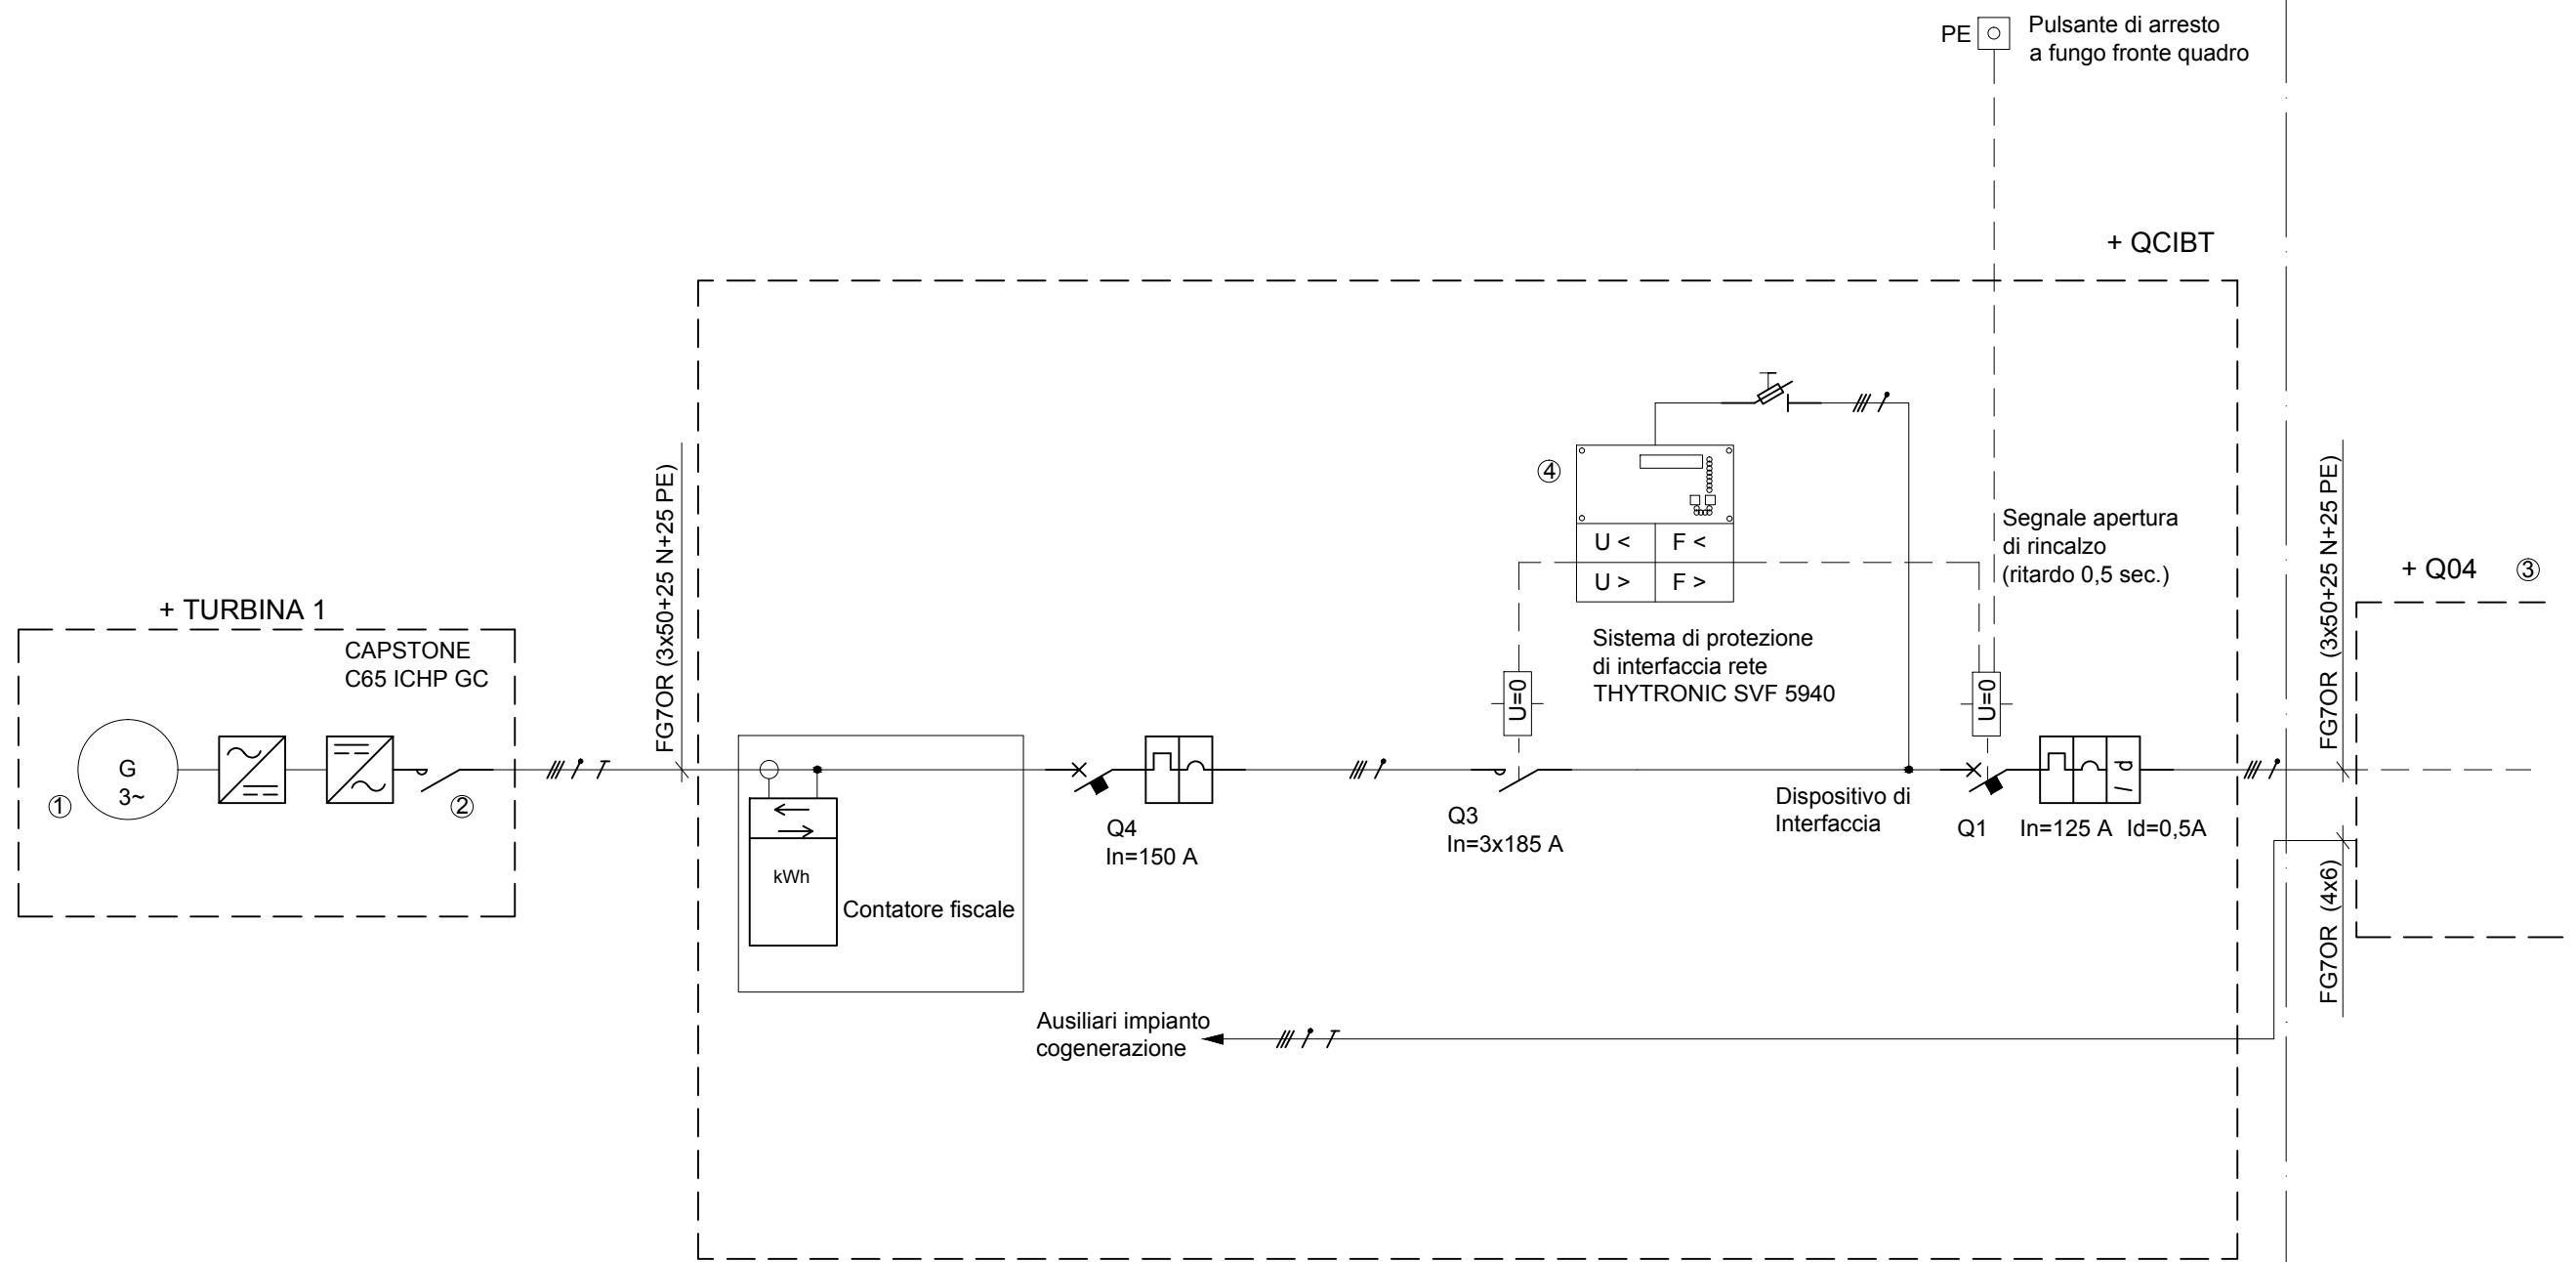 PE
Pulsante di arresto
a fungo fronte quadro
+ QCIBT
4
U <
F <
U >
F >
Segnale apertura
di rincalzo
(ritardo 0,5 sec.)
Sistema di protezione
di interfaccia rete
THYTRONIC SVF 5940
U=0
U=0
+ TURBINA 1
CAPSTONE
C65 ICHP GC
G
3~
1
2
FG7OR (3x50+25 N+25 PE)
kWh
Contatore fiscale
Q4
In=150 A
Q3
In=3x185 A
Dispositivo di
Interfaccia
Q1
In=125 A
Id=0,5A
I d
FG7OR (3x50+25 N+25 PE)
+ Q04
3
FG7OR (4x6)
Ausiliari impianto
cogenerazione